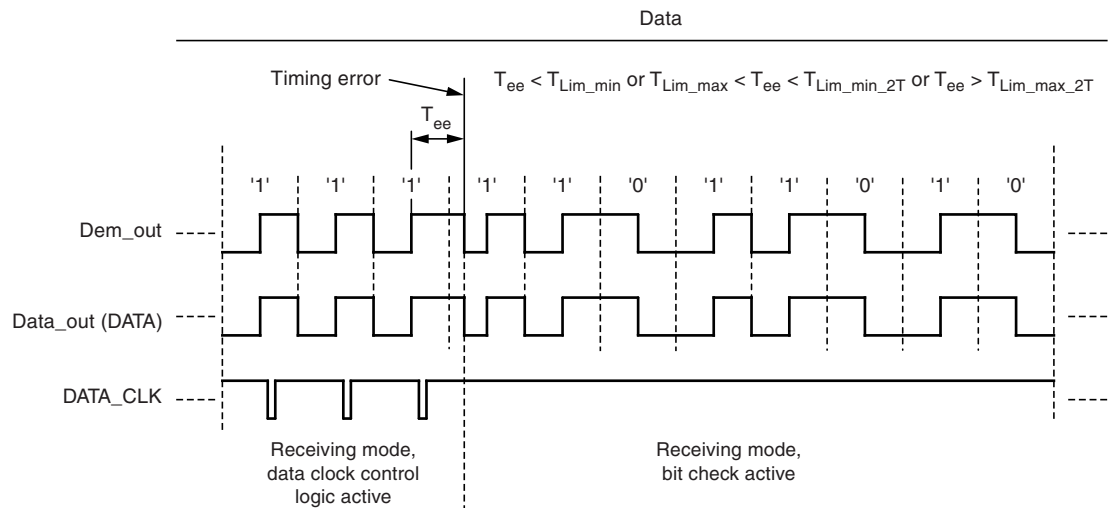 Data
Timing error
T_ee < T_Lim_min or T_Lim_max < T_ee < T_Lim_min_2T or T_ee > T_Lim_max_2T
T_ee
'1' '1' '1' '1' '1' '0' '1' '1' '0' '1' '0'
Dem_out
Data_out (DATA)
DATA_CLK
Receiving mode,
data clock control
logic active
Receiving mode,
bit check active